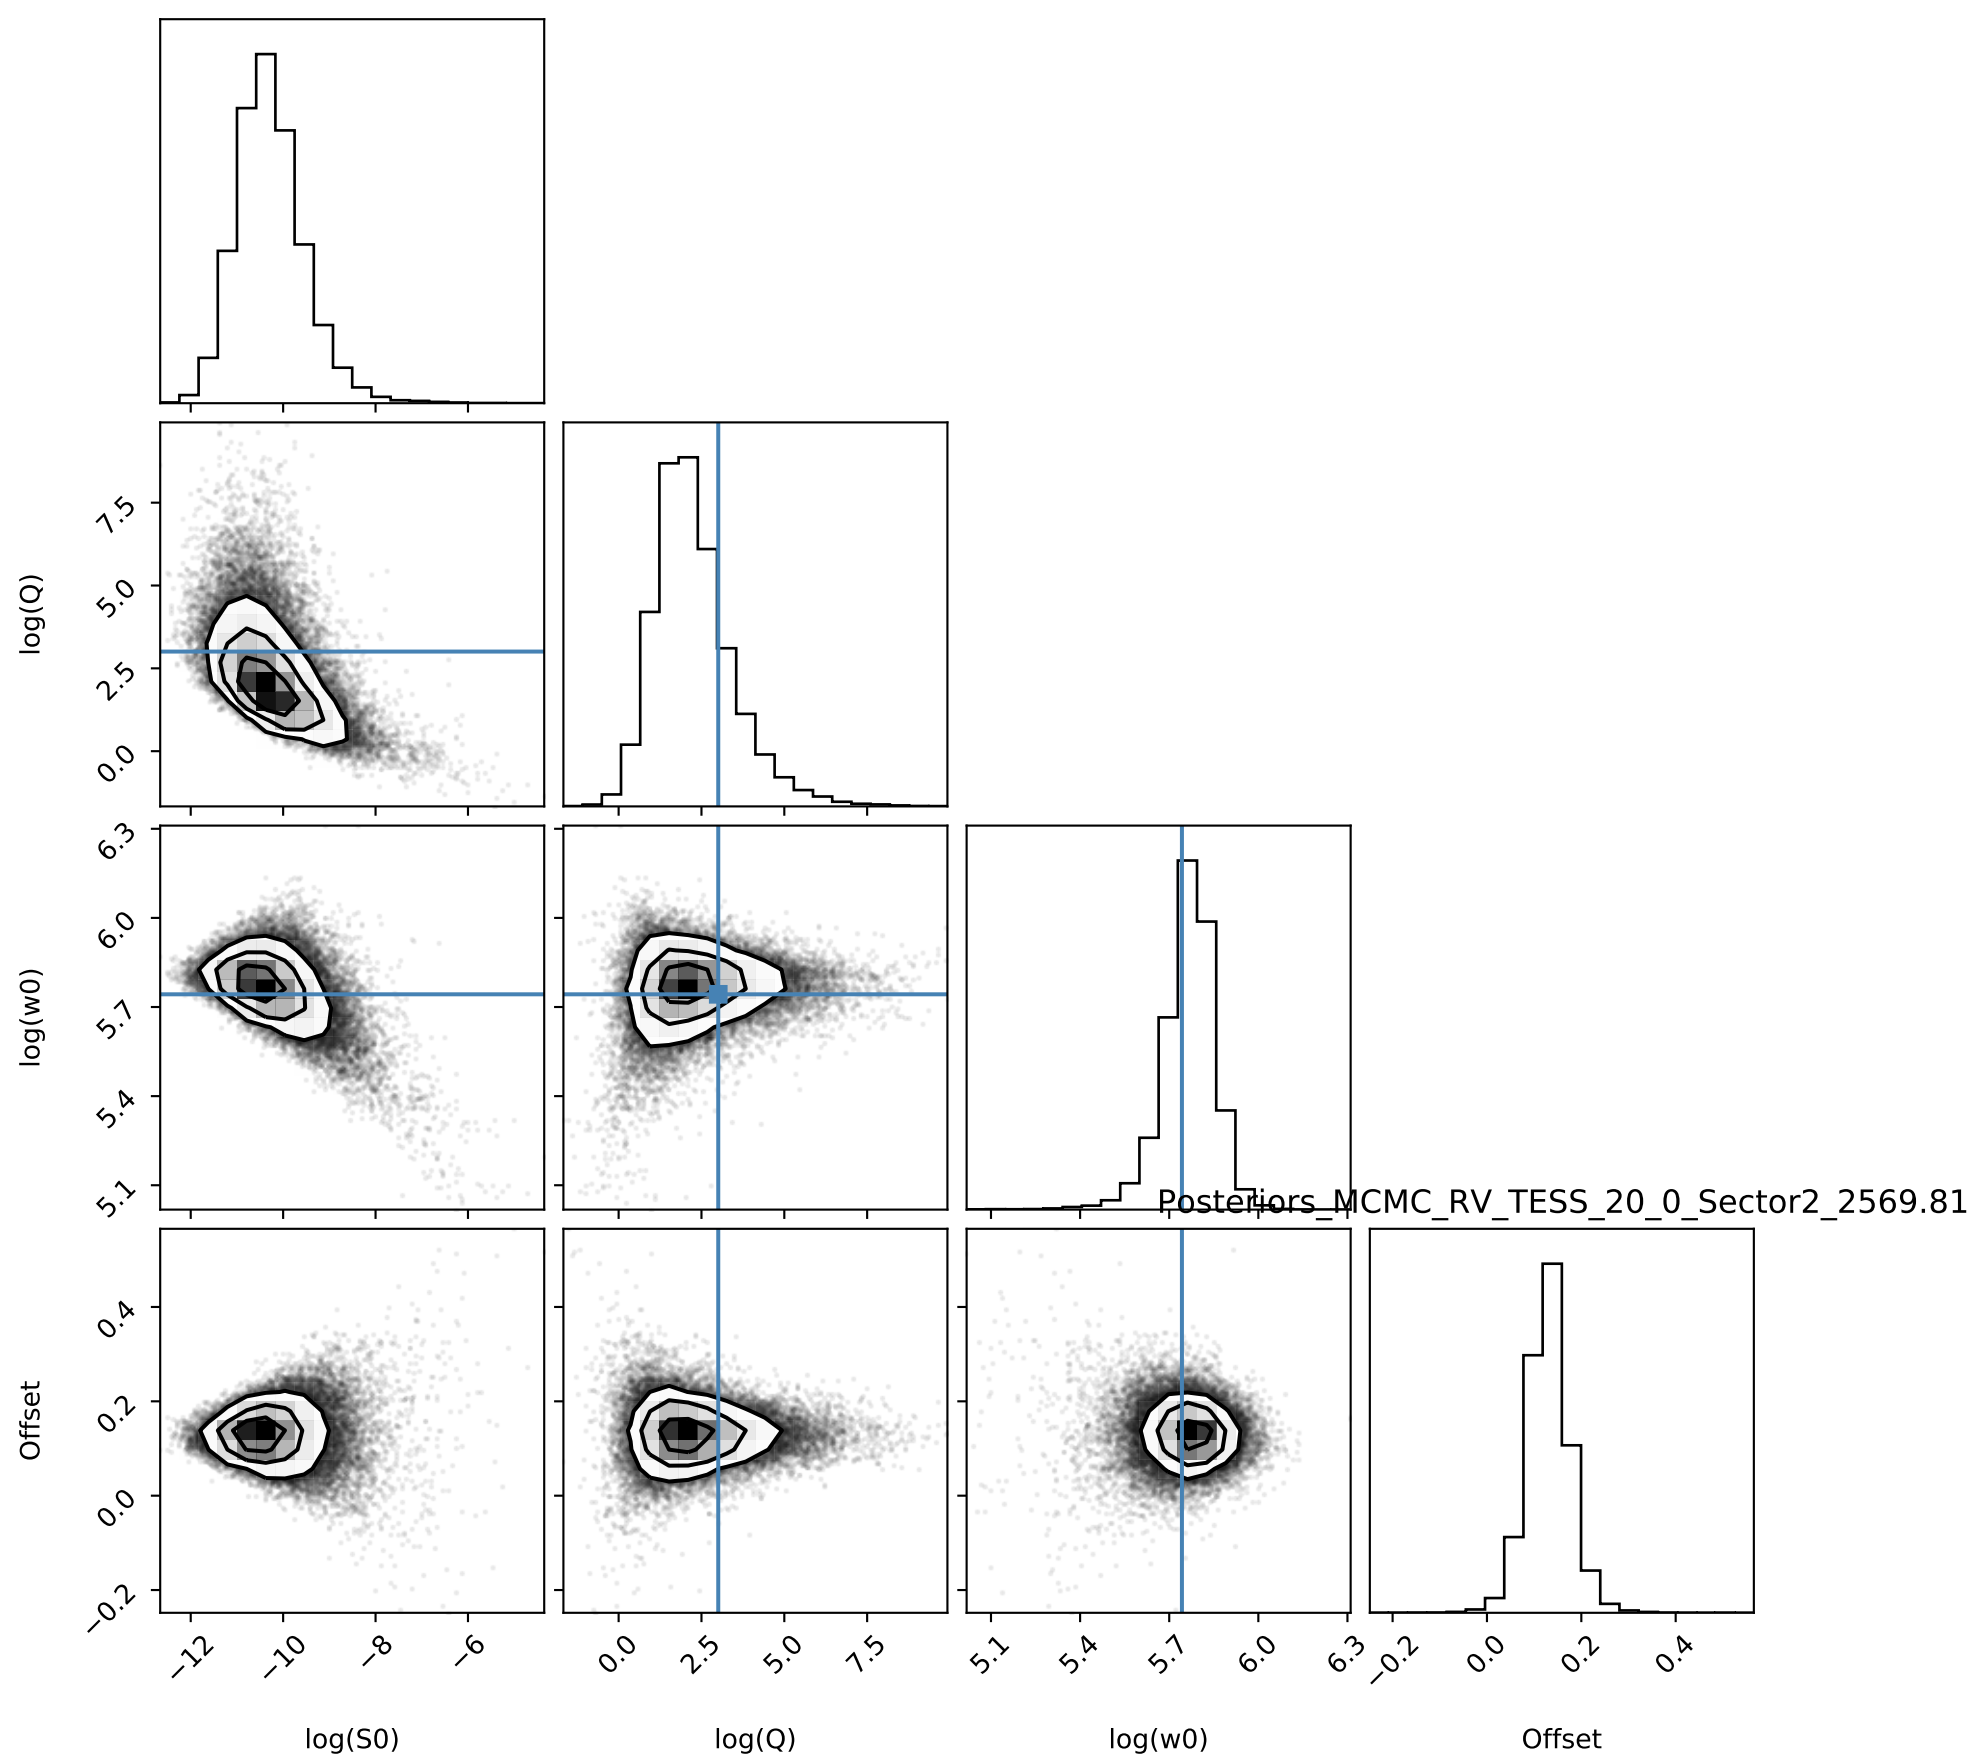 log(Q)
7.5
5.0
2.5
0.0
log(w0)
6.3
6.0
5.7
5.4
5.1
Posteriors_MCMC_RV_TESS_20_0_Sector2_2569.81
Offset
0.4
0.2
0.0
−0.2
−12 −10 −8 −6 0.0 2.5 5.0 7.5 5.1 5.4 5.7 6.0 6.3 −0.2 0.0 0.2 0.4
log(S0) log(Q) log(w0) Offset